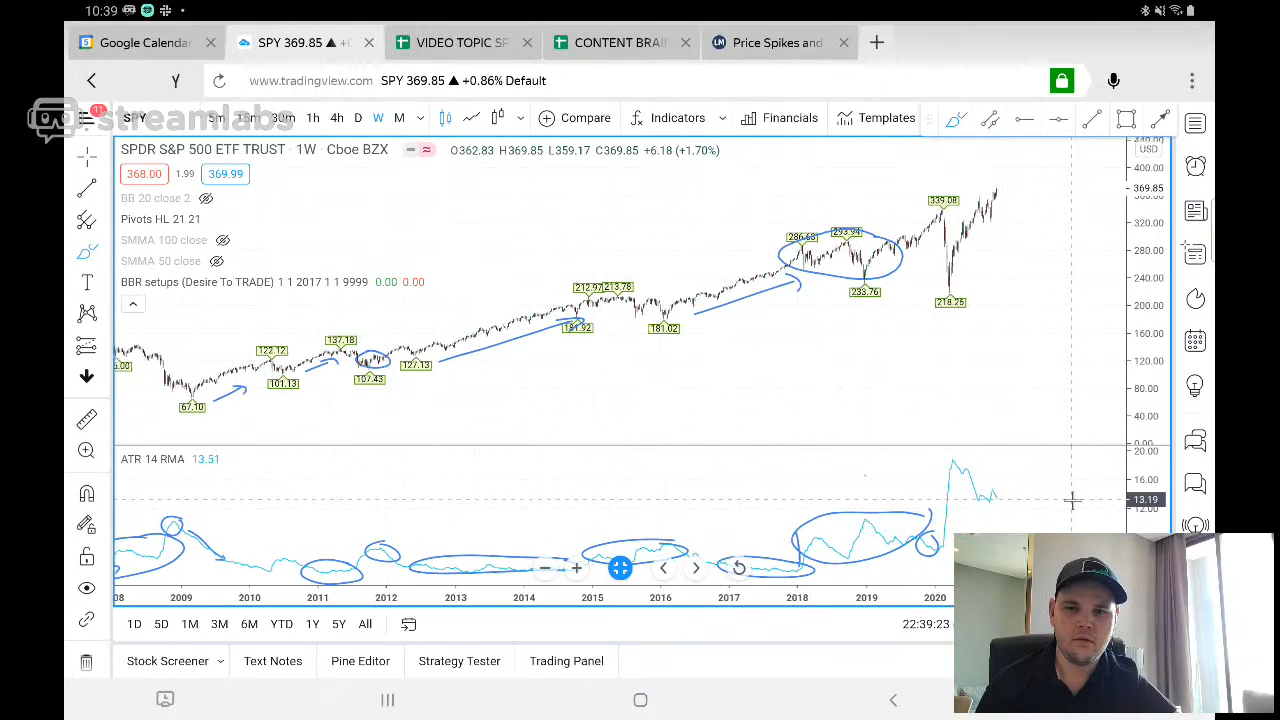 10:39
Google Calendar
SPY 369.85 ▲ +0
VIDEO TOPIC SP
CONTENT BRAIN
Price Spikes and
www.tradingview.com SPY 369.85 ▲ +0.86% Default
streamlabs
11
SPY
30m 1h 4h D W M
Compare
Indicators
Financ
Templates
SPDR S&P 500 ETF TRUST · 1W · Cboe BZX
H369.85 L359.17 C369.85 +6.18 (+1.70%)
368.00 1.99 369.99
BB 20 close 2
Pivots HL 21 21
SMMA 100 close
SMMA 50 close
BBR setups (Desire To TRADE) 1 1 2017 1 1 9999 0.00 0.00
USD
400.00
369.85
320.00
280.00
240.00
200.00
160.00
120.00
80.00
40.00
0.00
339.08
286.63
293.94
233.76
218.26
212.97
213.78
181.92
181.02
137.18
122.12
127.13
101.13
107.43
67.10
ATR 14 RMA 13.51
20.00
16.00
13.19
12.00
08 2009 2010 2011 2012 2013 2014 2015 2016 2017 2018 2019 2020
1D 5D 1M 3M 6M YTD 1Y 5Y All
22:39:23
Stock Screener
Text Notes
Pine Editor
Strategy Tester
Trading Panel